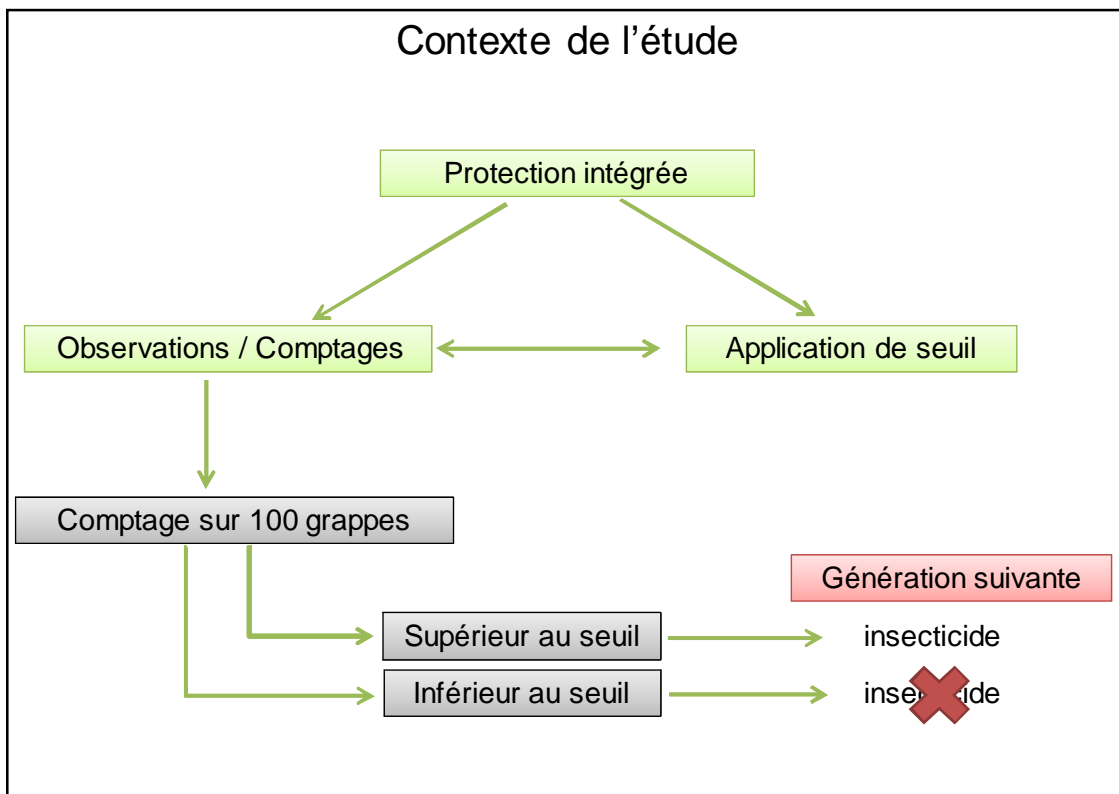 Contexte de l'étude
Protection intégrée
Observations / Comptages
Application de seuil
Comptage sur 100 grappes
Génération suivante
Supérieur au seuil
insecticide
Inférieur au seuil
insecticide